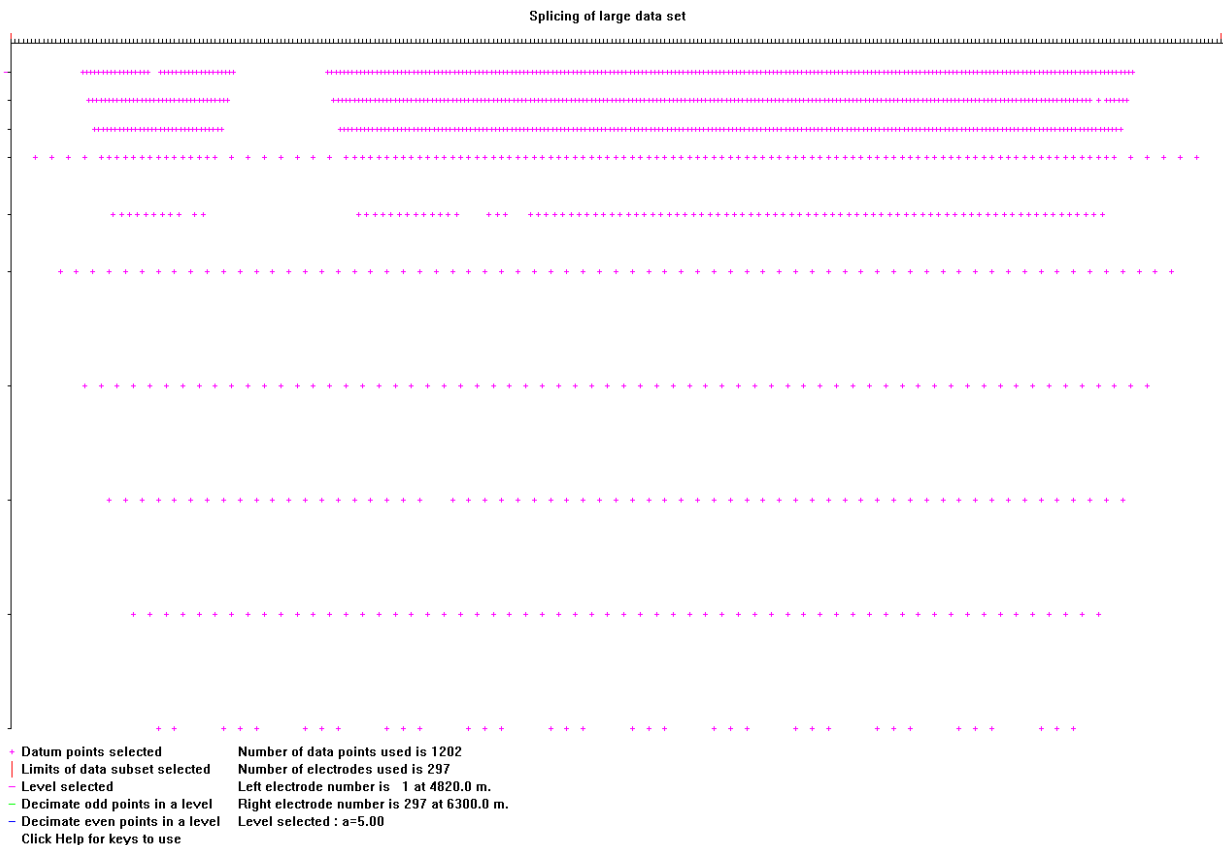 Splicing of large data set
+ Datum points selected Number of data points used is 1202
| Limits of data subset selected Number of electrodes used is 297
– Level selected Left electrode number is 1 at 4820.0 m.
– Decimate odd points in a level Right electrode number is 297 at 6300.0 m.
– Decimate even points in a level Level selected : a=5.00
Click Help for keys to use